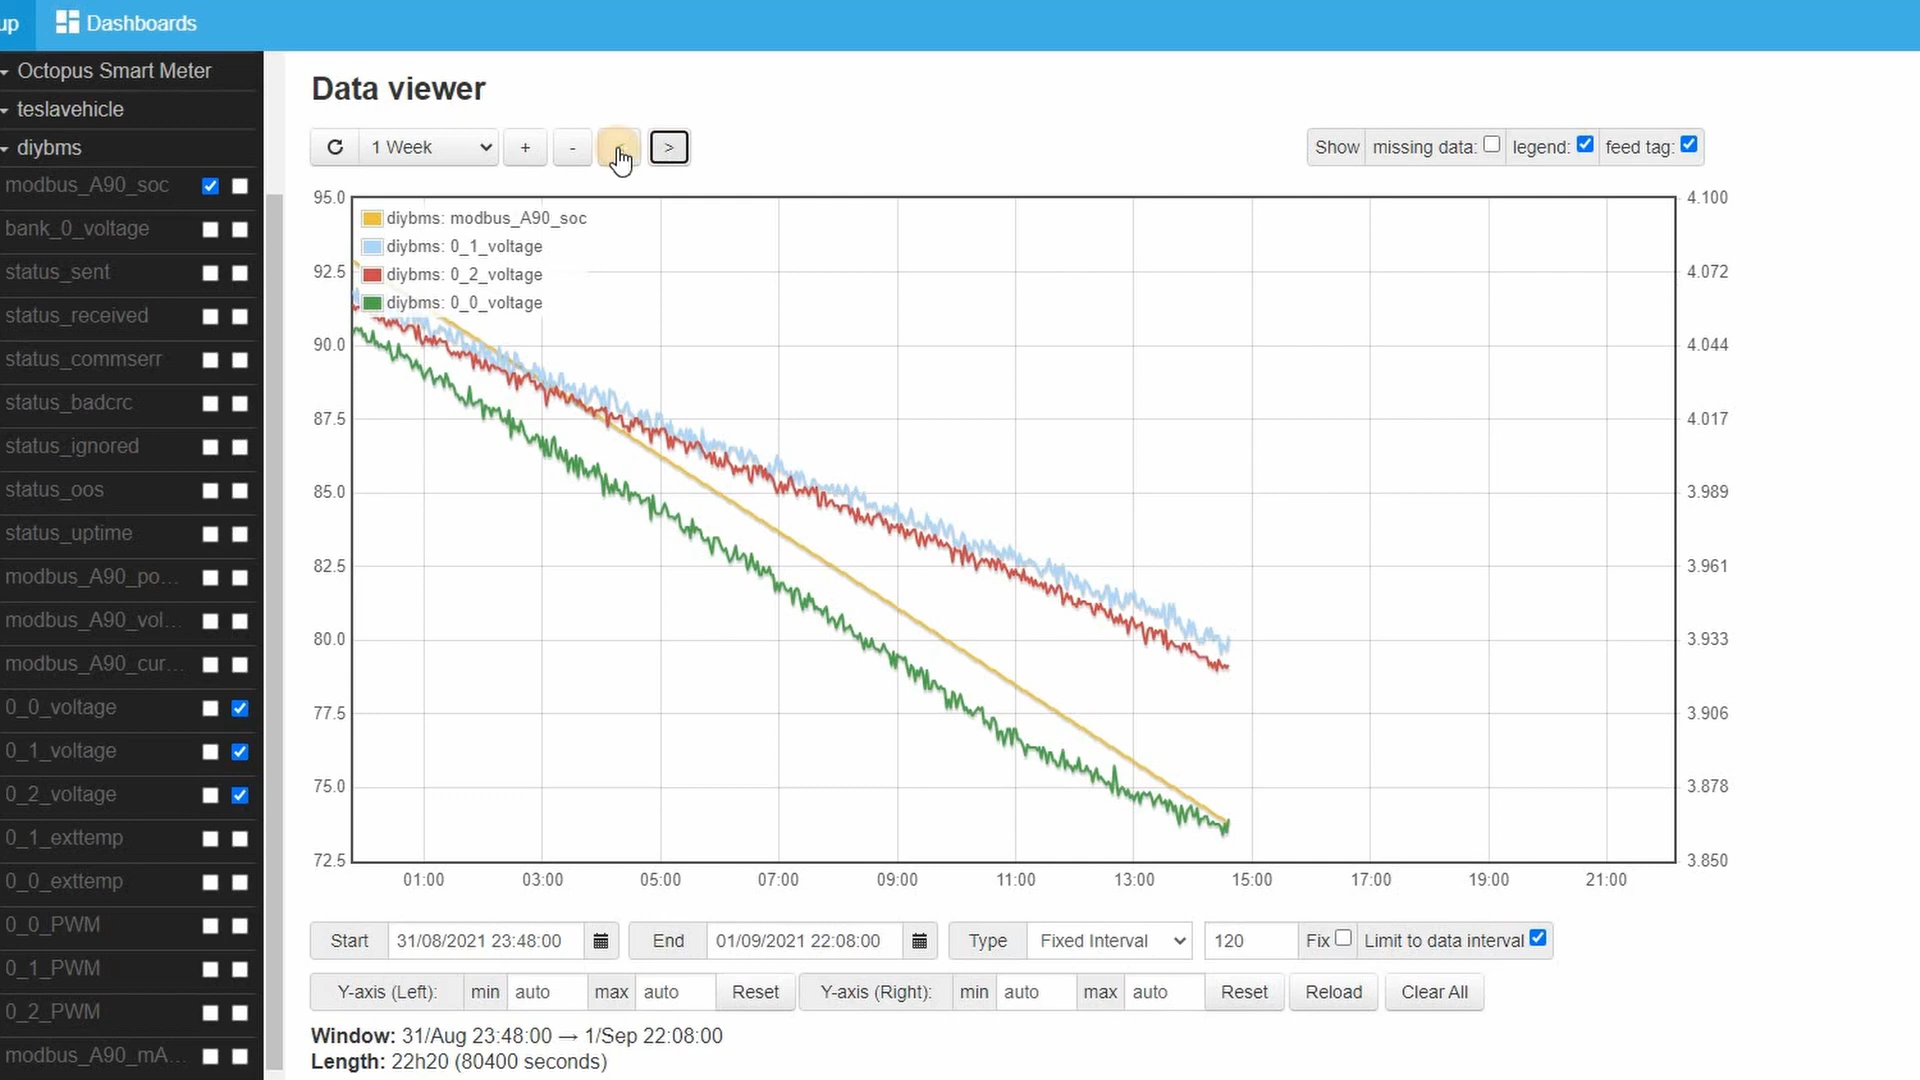 up Dashboards
Octopus Smart Meter
teslavehicle
diybms
modbus_A90_soc
bank_0_voltage
status_sent
status_received
status_commserr
status_badcrc
status_ignored
status_oos
status_uptime
modbus_A90_po...
modbus_A90_vol...
modbus_A90_cur...
0_0_voltage
0_1_voltage
0_2_voltage
0_1_exttemp
0_0_exttemp
0_0_PWM
0_1_PWM
0_2_PWM
modbus_A90_mA...
Data viewer
1 Week + - < >
Show missing data: legend: feed tag:
95.0
92.5
90.0
87.5
85.0
82.5
80.0
77.5
75.0
72.5
diybms: modbus_A90_soc
diybms: 0_1_voltage
diybms: 0_2_voltage
diybms: 0_0_voltage
4.100
4.072
4.044
4.017
3.989
3.961
3.933
3.906
3.878
3.850
01:00 03:00 05:00 07:00 09:00 11:00 13:00 15:00 17:00 19:00 21:00
Start 31/08/2021 23:48:00 End 01/09/2021 22:08:00 Type Fixed Interval 120 Fix Limit to data interval
Y-axis (Left): min auto max auto Reset Y-axis (Right): min auto max auto Reset Reload Clear All
Window: 31/Aug 23:48:00 → 1/Sep 22:08:00
Length: 22h20 (80400 seconds)